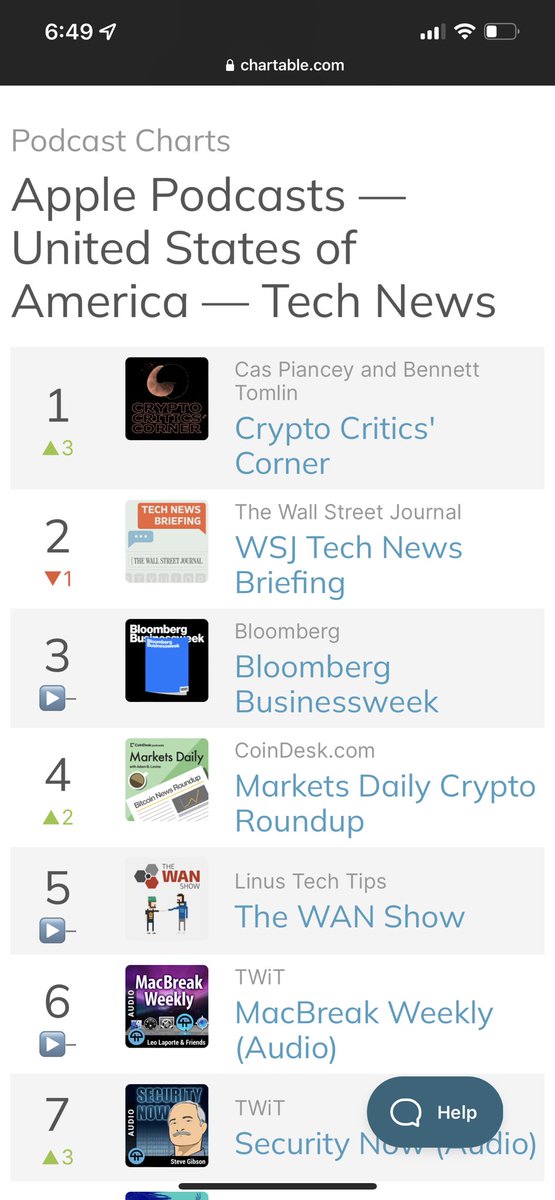 6:49
chartable.com
Podcast Charts
Apple Podcasts —
United States of
America — Tech News
1
▲3
CRYPTO
CRITICS'
CORNER
Cas Piancey and Bennett
Tomlin
Crypto Critics'
Corner
2
▼1
TECH NEWS
BRIEFING
THE WALL STREET JOURNAL
The Wall Street Journal
WSJ Tech News
Briefing
3
Bloomberg
Businessweek
Bloomberg
Businessweek
Bloomberg
Bloomberg
Businessweek
4
▲2
CoinDesk podcasts
Markets Daily
with Adam B. Levine
Bitcoin News Roundup
CoinDesk.com
Markets Daily Crypto
Roundup
5
THE
WAN
SHOW
Linus Tech Tips
The WAN Show
6
AUDIO
MacBreak
Weekly
Leo Laporte & Friends
TWiT
MacBreak Weekly
(Audio)
7
▲3
AUDIO
SECURITY
NOW
Steve Gibson
TWiT
Security Now (Audio)
Help